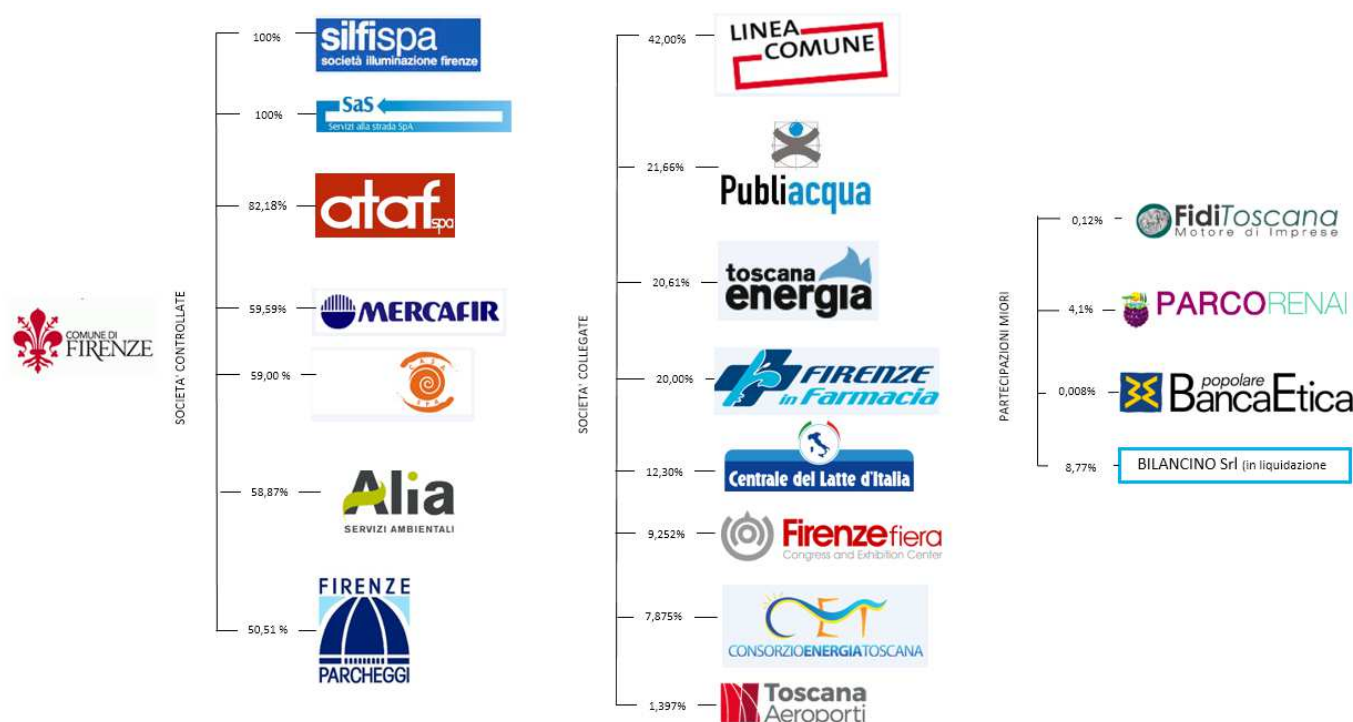 COMUNE DI
FIRENZE
SOCIETA' CONTROLLATE
100%
silfispa
società illuminazione firenze
100%
SaS
Servizi alla strada SpA
82,18%
ataf spa
59,59%
MERCAFIR
59,00 %
CASA
SPA
58,87%
Alia
SERVIZI AMBIENTALI
50,51 %
FIRENZE
PARCHEGGI
SOCIETA' COLLEGATE
42,00%
LINEA
COMUNE
21,66%
Publiacqua
20,61%
toscana
energia
20,00%
FIRENZE
in Farmacia
12,30%
Centrale del Latte d'Italia
9,252%
Firenzefiera
Congress and Exhibition Center
7,875%
CET
CONSORZIOENERGIATOSCANA
1,397%
Toscana
Aeroporti
PARTECIPAZIONI MIORI
0,12%
FidiToscana
Motore di Imprese
4,1%
PARCORENAI
0,008%
popolare
BancaEtica
8,77%
BILANCINO Srl (in liquidazione